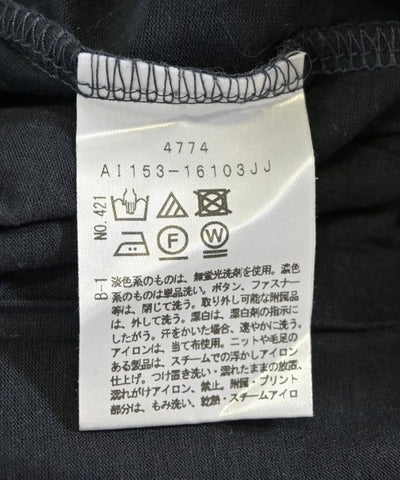 4774
AI153-16103JJ
NO.421
F
W
B-1
淡色系のものは、無蛍光洗剤を使用。濃色
系のものは単品洗い。ボタン、ファスナー
等は、閉じて洗う。取り外し可能な附属品
は、外して洗う。漂白は、漂白剤の指示に
したがう。汗をかいた場合、速やかに洗う。
アイロンは、当て布使用。ニットや毛足の
ある製品は、スチームでの浮かしアイロン
仕上げ。つけ置き洗い・濡れたままの放置、
濡れがけアイロン、禁止。附属・プリント
部分は、もみ洗い、乾熱・スチームアイロ